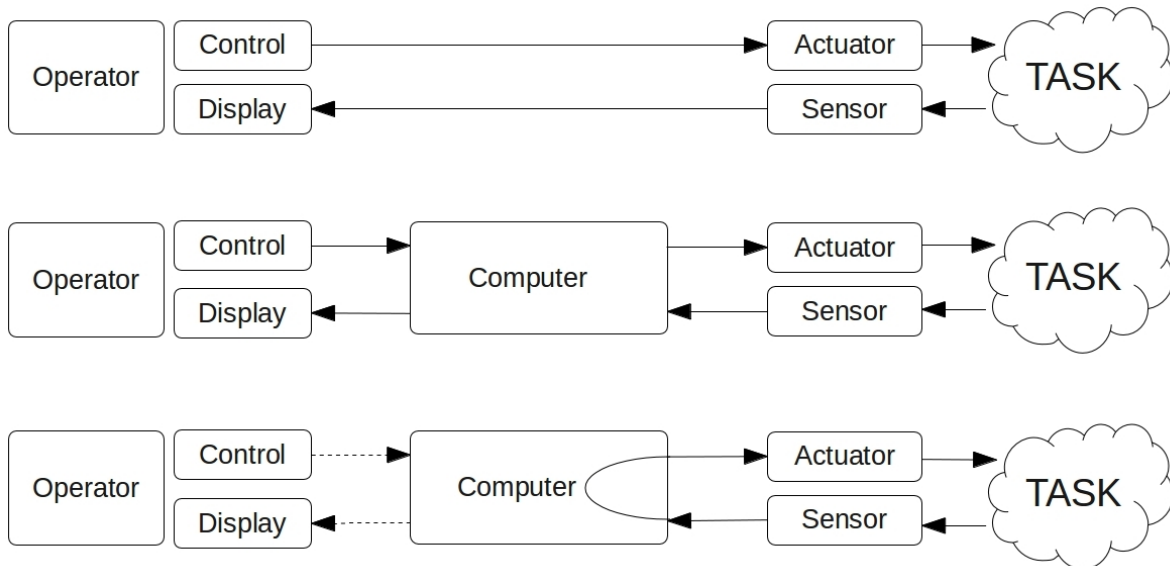 Operator
Control
Display
Actuator
Sensor
TASK
Operator
Control
Display
Computer
Actuator
Sensor
TASK
Operator
Control
Display
Computer
Actuator
Sensor
TASK